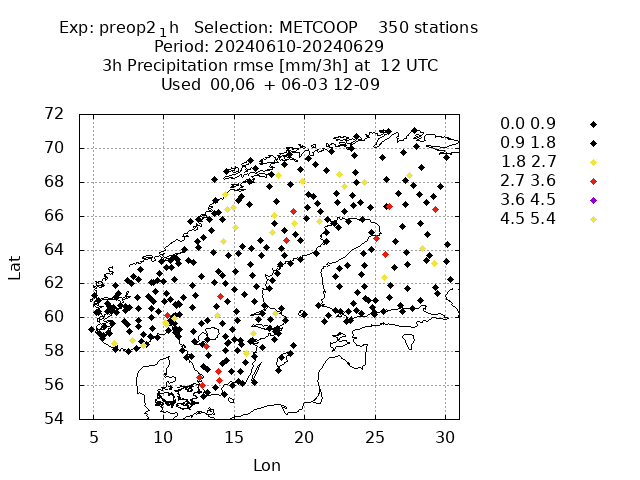 Exp: preop2₁h Selection: METCOOP 350 stations
Period: 20240610-20240629
3h Precipitation rmse [mm/3h] at 12 UTC
Used 00,06 + 06-03 12-09
72
70
68
66
64
62
60
58
56
54
Lat
5 10 15 20 25 30
Lon
0.0 0.9
0.9 1.8
1.8 2.7
2.7 3.6
3.6 4.5
4.5 5.4